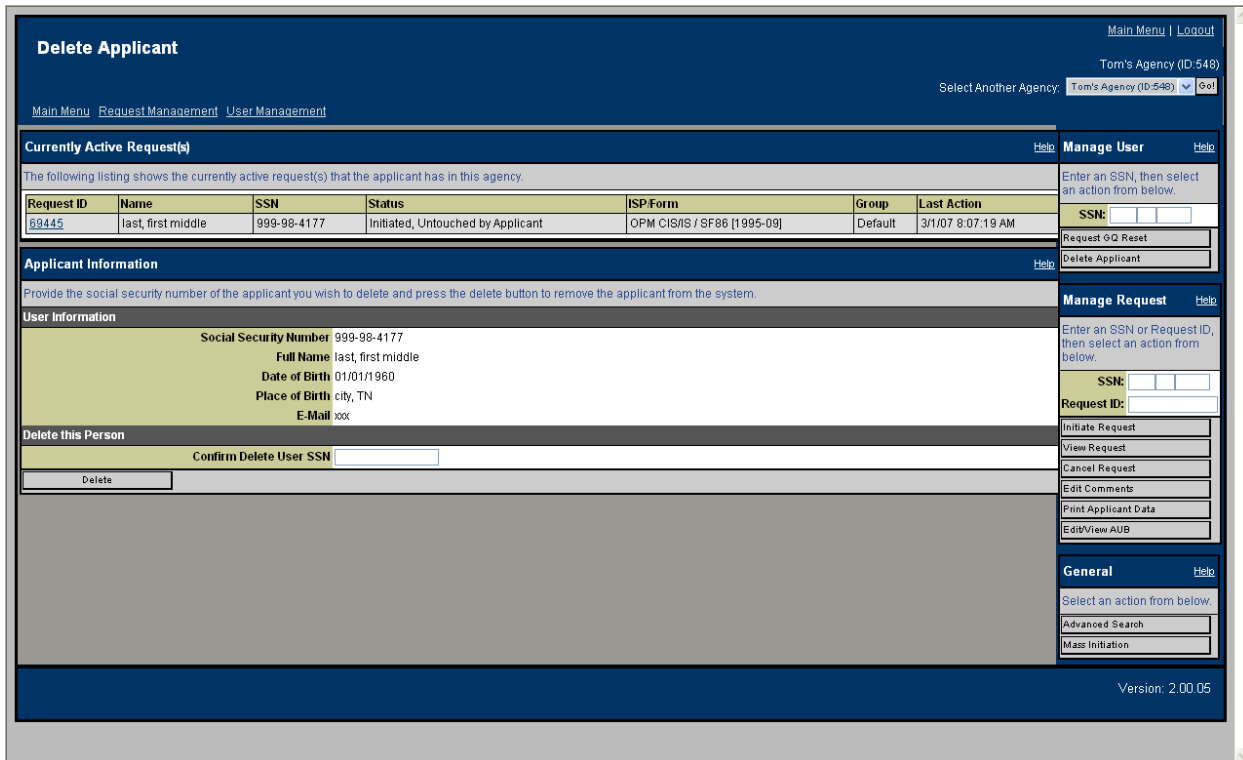 Main Menu | Logout
Delete Applicant
Tom's Agency (ID:548)
Select Another Agency: Tom's Agency (ID:548) Go!
Main Menu Request Management User Management
Currently Active Request(s) Help
The following listing shows the currently active request(s) that the applicant has in this agency.
Request ID Name SSN Status ISP/Form Group Last Action
69445 last, first middle 999-98-4177 Initiated, Untouched by Applicant OPM CIS/IS / SF86 [1995-09] Default 3/1/07 8:07:19 AM
Applicant Information Help
Provide the social security number of the applicant you wish to delete and press the delete button to remove the applicant from the system.
User Information
Social Security Number 999-98-4177
Full Name last, first middle
Date of Birth 01/01/1960
Place of Birth city, TN
E-Mail xxx
Delete this Person
Confirm Delete User SSN
Delete
Manage User Help
Enter an SSN, then select
an action from below.
SSN:
Request GQ Reset
Delete Applicant
Manage Request Help
Enter an SSN or Request ID,
then select an action from
below.
SSN:
Request ID:
Initiate Request
View Request
Cancel Request
Edit Comments
Print Applicant Data
Edit/View AUB
General Help
Select an action from below.
Advanced Search
Mass Initiation
Version: 2.00.05